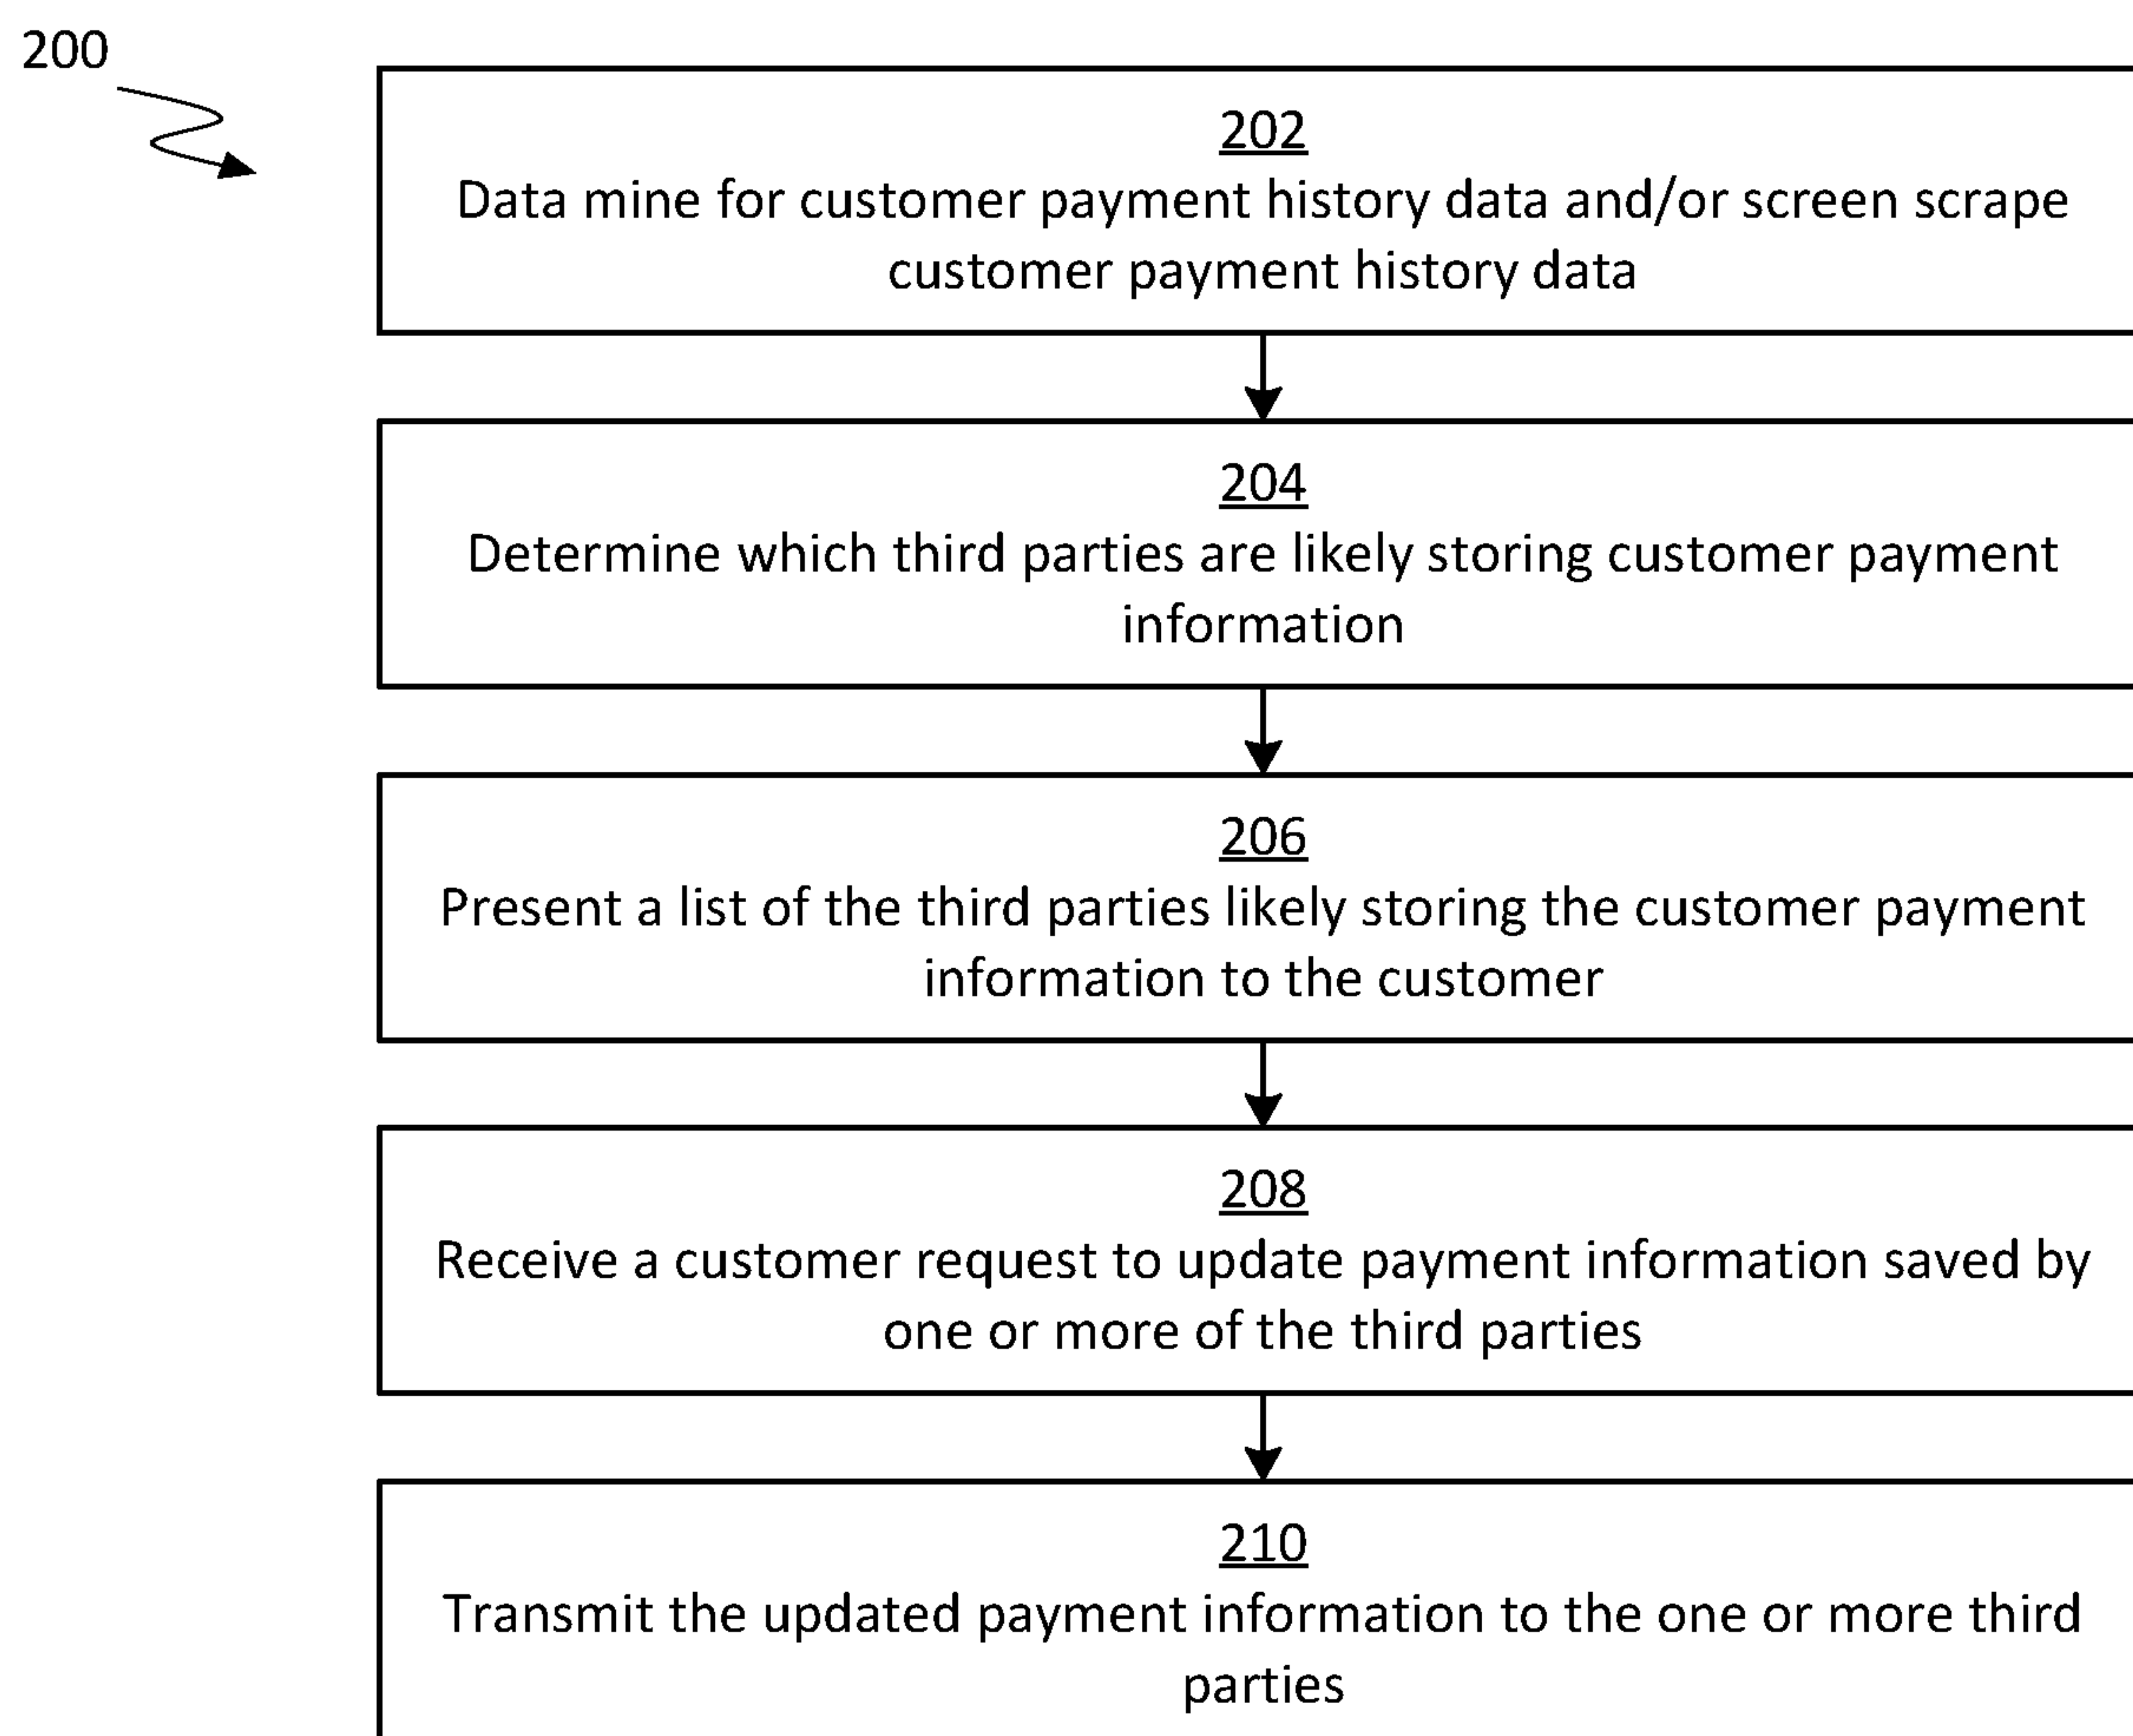 200
202
Data mine for customer payment history data and/or screen scrape
customer payment history data
204
Determine which third parties are likely storing customer payment
information
206
Present a list of the third parties likely storing the customer payment
information to the customer
208
Receive a customer request to update payment information saved by
one or more of the third parties
210
Transmit the updated payment information to the one or more third
parties